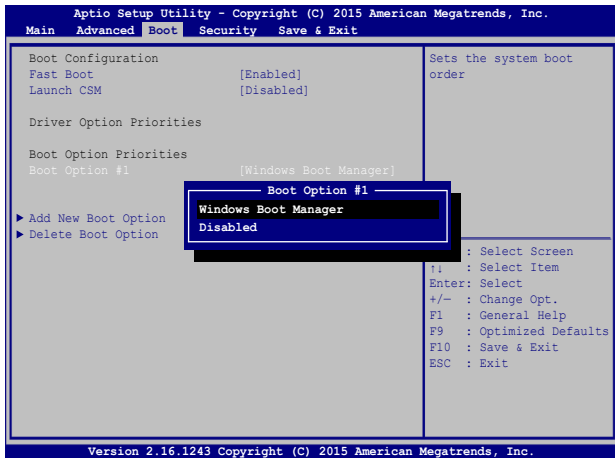 Aptio Setup Utility - Copyright (C) 2015 American Megatrends, Inc.
Main Advanced Boot Security Save & Exit
Boot Configuration
Fast Boot [Enabled]
Launch CSM [Disabled]
Driver Option Priorities
Boot Option Priorities
Boot Option #1 [Windows Boot Manager]
Add New Boot Option
Delete Boot Option
Boot Option #1
Windows Boot Manager
Disabled
Sets the system boot
order
: Select Screen
↑↓ : Select Item
Enter: Select
+/— : Change Opt.
F1 : General Help
F9 : Optimized Defaults
F10 : Save & Exit
ESC : Exit
Version 2.16.1243 Copyright (C) 2015 American Megatrends, Inc.